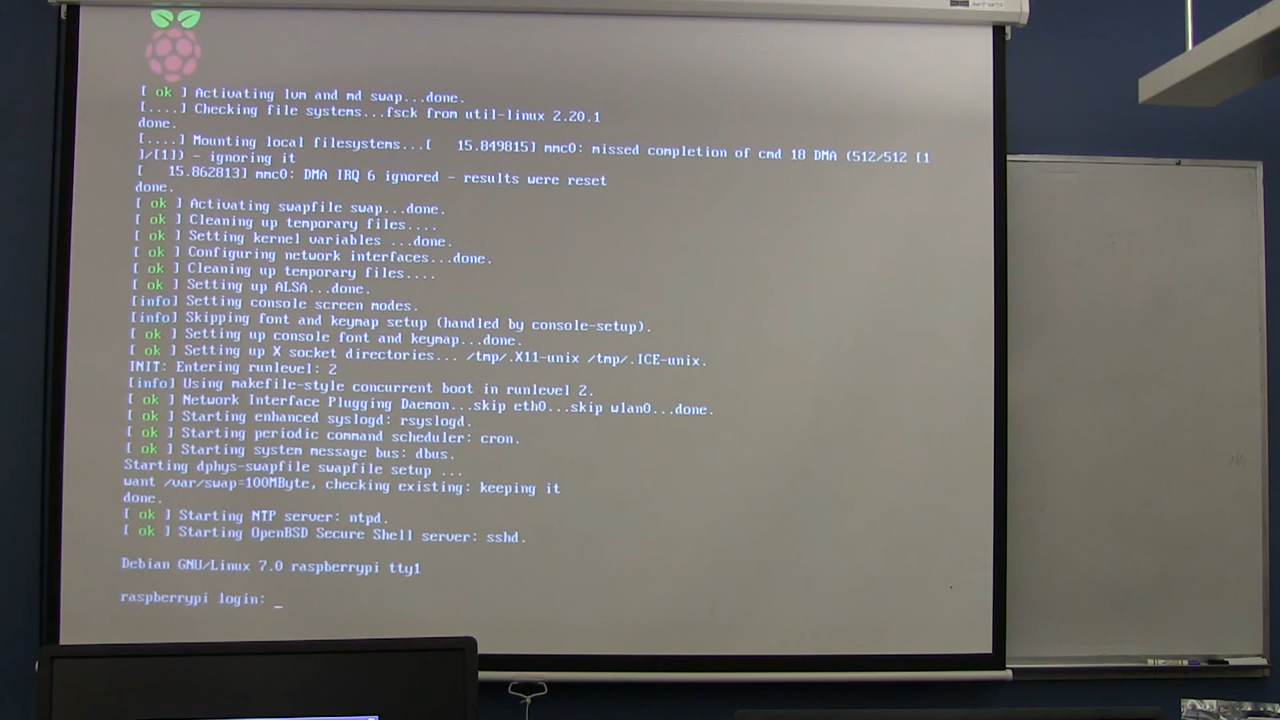 [ ok ] Activating lvm and md swap...done.
[....] Checking file systems...fsck from util-linux 2.20.1
done.
[....] Mounting local filesystems...[   15.849815] mmc0: missed completion of cmd 18 DMA (512/512 [1
]/[1]) - ignoring it
[   15.862813] mmc0: DMA IRQ 6 ignored - results were reset
done.
[ ok ] Activating swapfile swap...done.
[ ok ] Cleaning up temporary files....
[ ok ] Setting kernel variables ...done.
[ ok ] Configuring network interfaces...done.
[ ok ] Cleaning up temporary files....
[ ok ] Setting up ALSA...done.
[info] Setting console screen modes.
[info] Skipping font and keymap setup (handled by console-setup).
[ ok ] Setting up console font and keymap...done.
[ ok ] Setting up X socket directories... /tmp/.X11-unix /tmp/.ICE-unix.
INIT: Entering runlevel: 2
[info] Using makefile-style concurrent boot in runlevel 2.
[ ok ] Network Interface Plugging Daemon...skip eth0...skip wlan0...done.
[ ok ] Starting enhanced syslogd: rsyslogd.
[ ok ] Starting periodic command scheduler: cron.
[ ok ] Starting system message bus: dbus.
Starting dphys-swapfile swapfile setup ...
want /var/swap=100MByte, checking existing: keeping it
done.
[ ok ] Starting NTP server: ntpd.
[ ok ] Starting OpenBSD Secure Shell server: sshd.
Debian GNU/Linux 7.0 raspberrypi tty1
raspberrypi login: _